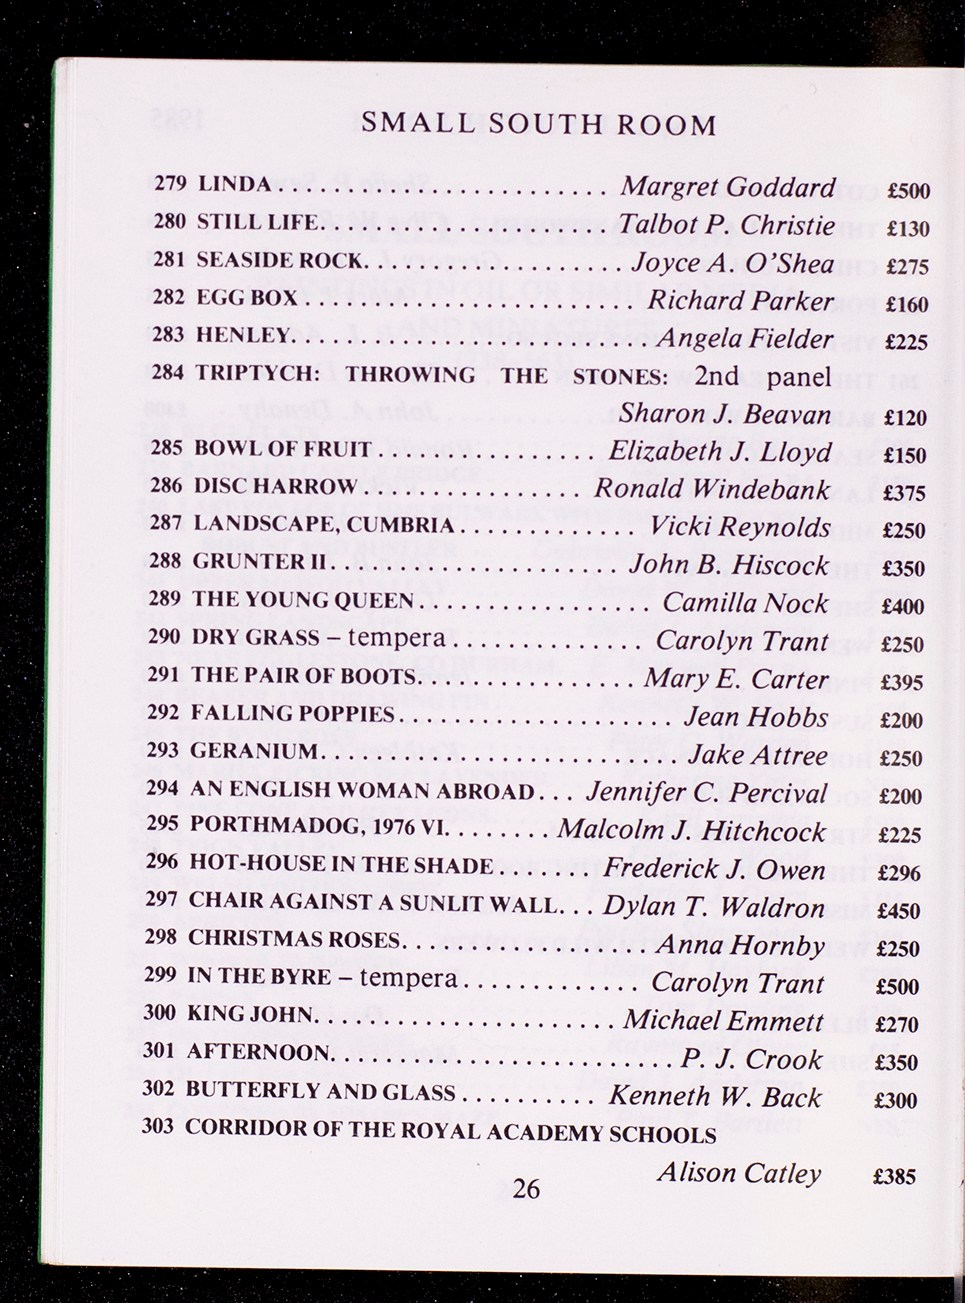 SMALL SOUTH ROOM
279 LINDA . . . . . . . . . . . . . . . . . . . . . . . . . . Margret Goddard £500
280 STILL LIFE. . . . . . . . . . . . . . . . . . . . . . . Talbot P. Christie £130
281 SEASIDE ROCK. . . . . . . . . . . . . . . . . . . . Joyce A. O'Shea £275
282 EGG BOX . . . . . . . . . . . . . . . . . . . . . . . . . Richard Parker £160
283 HENLEY. . . . . . . . . . . . . . . . . . . . . . . . . . . Angela Fielder £225
284 TRIPTYCH: THROWING THE STONES: 2nd panel
Sharon J. Beavan £120
285 BOWL OF FRUIT . . . . . . . . . . . . . . . . . Elizabeth J. Lloyd £150
286 DISC HARROW . . . . . . . . . . . . . . . . . Ronald Windebank £375
287 LANDSCAPE, CUMBRIA . . . . . . . . . . . . . Vicki Reynolds £250
288 GRUNTER II . . . . . . . . . . . . . . . . . . . . . . . John B. Hiscock £350
289 THE YOUNG QUEEN . . . . . . . . . . . . . . . . . Camilla Nock £400
290 DRY GRASS – tempera . . . . . . . . . . . . . . Carolyn Trant £250
291 THE PAIR OF BOOTS. . . . . . . . . . . . . . . . . Mary E. Carter £395
292 FALLING POPPIES . . . . . . . . . . . . . . . . . . . . . Jean Hobbs £200
293 GERANIUM. . . . . . . . . . . . . . . . . . . . . . . . . . . Jake Attree £250
294 AN ENGLISH WOMAN ABROAD . . . Jennifer C. Percival £200
295 PORTHMADOG, 1976 VI. . . . . . . . Malcolm J. Hitchcock £225
296 HOT-HOUSE IN THE SHADE . . . . . . . Frederick J. Owen £296
297 CHAIR AGAINST A SUNLIT WALL. . . Dylan T. Waldron £450
298 CHRISTMAS ROSES. . . . . . . . . . . . . . . . . . Anna Hornby £250
299 IN THE BYRE – tempera . . . . . . . . . . . . . Carolyn Trant £500
300 KING JOHN. . . . . . . . . . . . . . . . . . . . . . . Michael Emmett £270
301 AFTERNOON. . . . . . . . . . . . . . . . . . . . . . . . . . P. J. Crook £350
302 BUTTERFLY AND GLASS . . . . . . . . . . Kenneth W. Back £300
303 CORRIDOR OF THE ROYAL ACADEMY SCHOOLS
Alison Catley £385
26